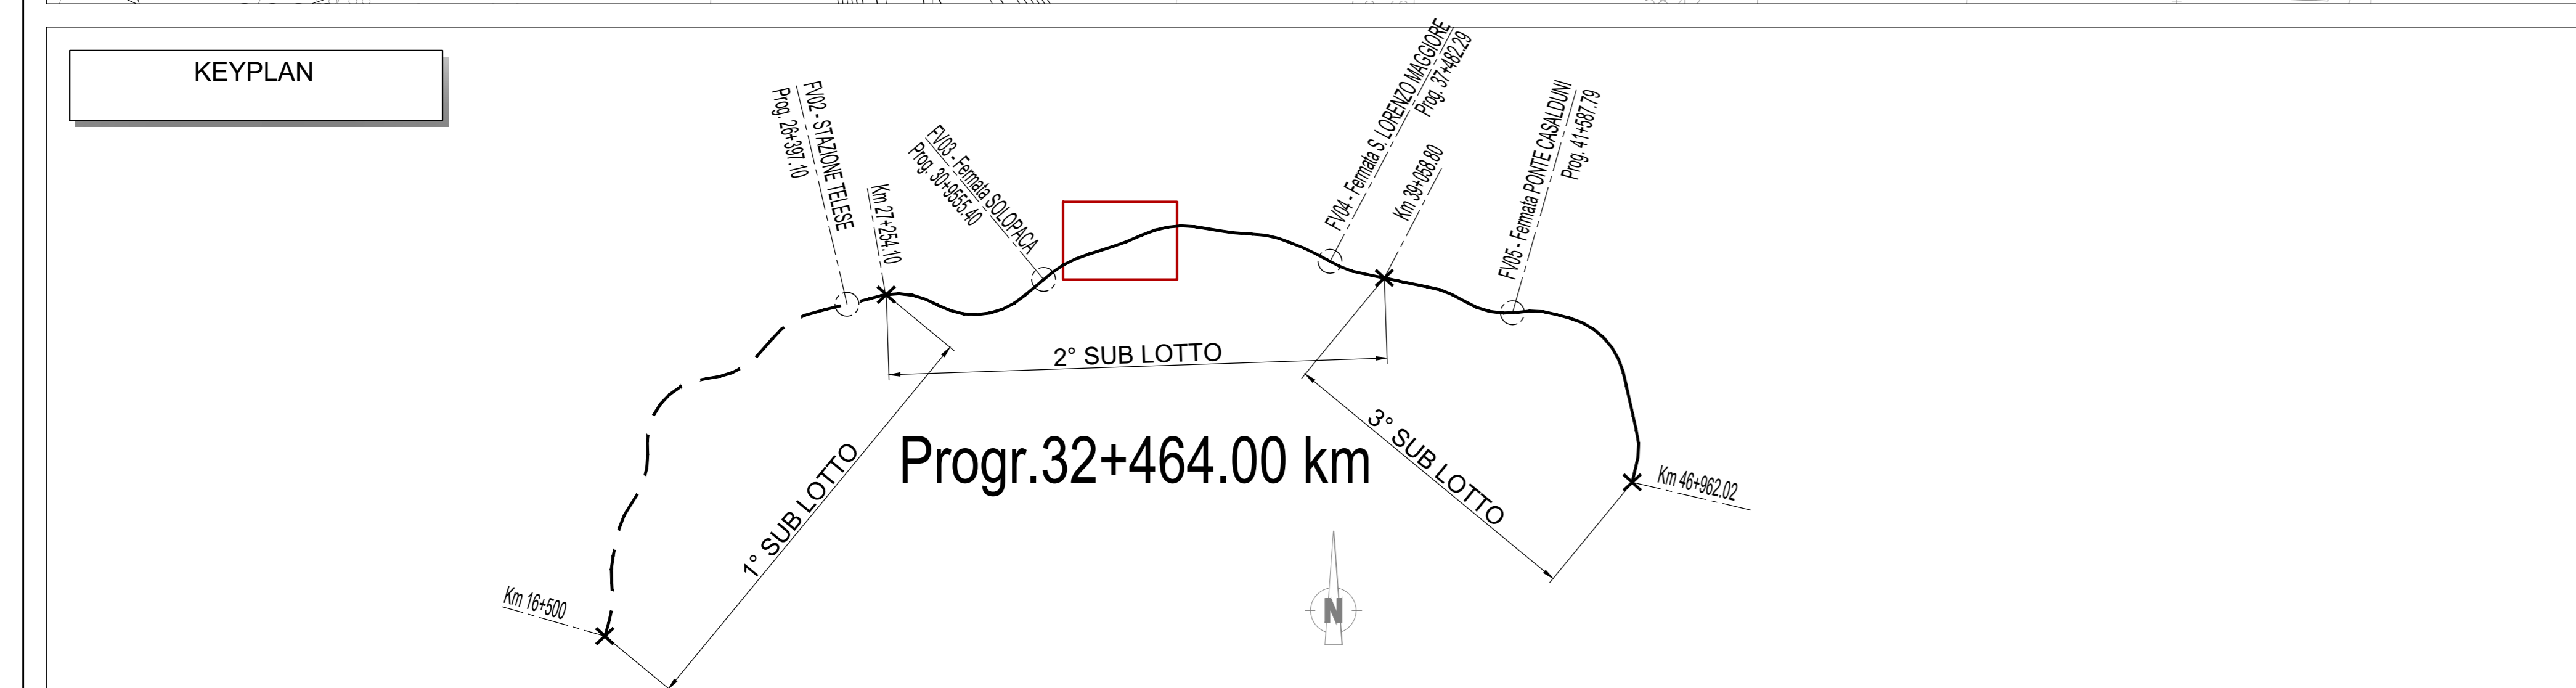 KEYPLAN
FV02 - STAZIONE TELESE
Prog. 26+397.10
Km 27+254.10
FV03 - Fermata SOLOPACA
Prog. 30+9555.40
FV04 - Fermata S. LORENZO MAGGIORE
Prog. 37+482.29
Km 39+058.80
FV05 - Fermata PONTE CASALDUNI
Prog. 41+587.79
2° SUB LOTTO
1° SUB LOTTO
3° SUB LOTTO
Progr.32+464.00 km
Km 46+962.02
Km 16+500
N